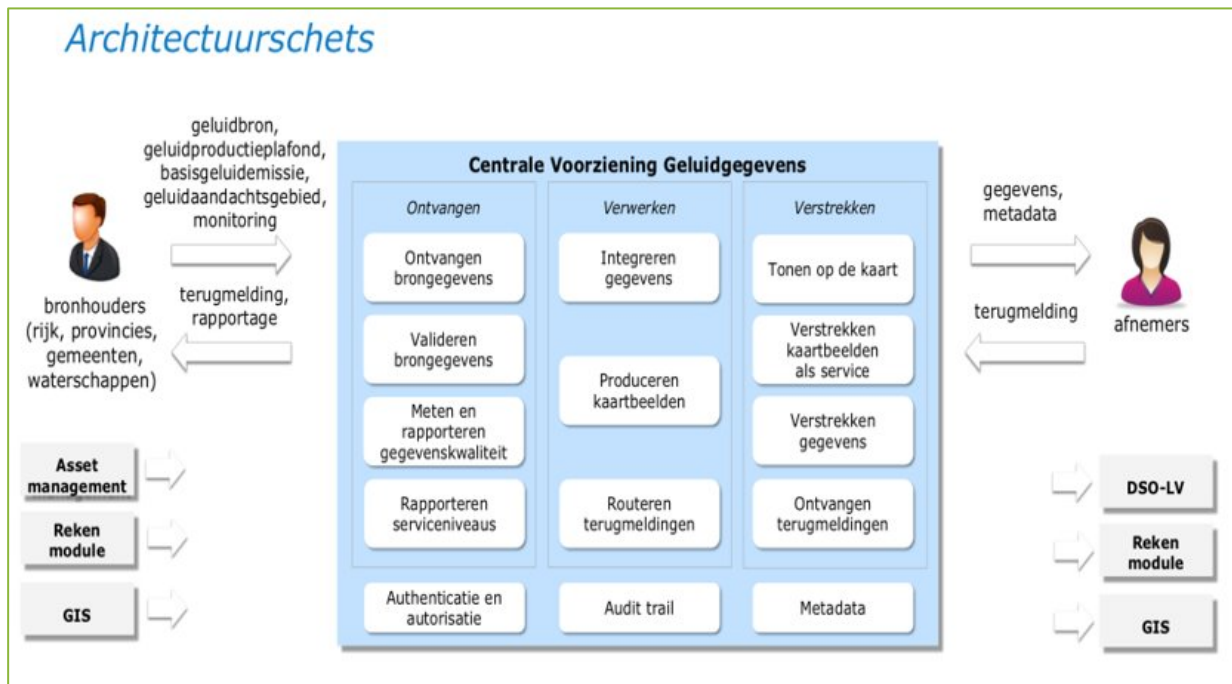 Architectuurschets
geluidbron,
geluidproductieplafond,
basisgeluidemissie,
geluidaandachtsgebied,
monitoring
terugmelding,
rapportage
bronhouders
(rijk, provincies,
gemeenten,
waterschappen)
Asset
management
Reken
module
GIS
Centrale Voorziening Geluidgegevens
Ontvangen
Ontvangen
brongegevens
Valideren
brongegevens
Meten en
rapporteren
gegevenskwaliteit
Rapporteren
serviceniveaus
Verwerken
Integreren
gegevens
Produceren
kaartbeelden
Routeren
terugmeldingen
Verstrekken
Tonen op de kaart
Verstrekken
kaartbeelden
als service
Verstrekken
gegevens
Ontvangen
terugmeldingen
Authenticatie en
autorisatie
Audit trail
Metadata
gegevens,
metadata
terugmelding
afnemers
DSO-LV
Reken
module
GIS